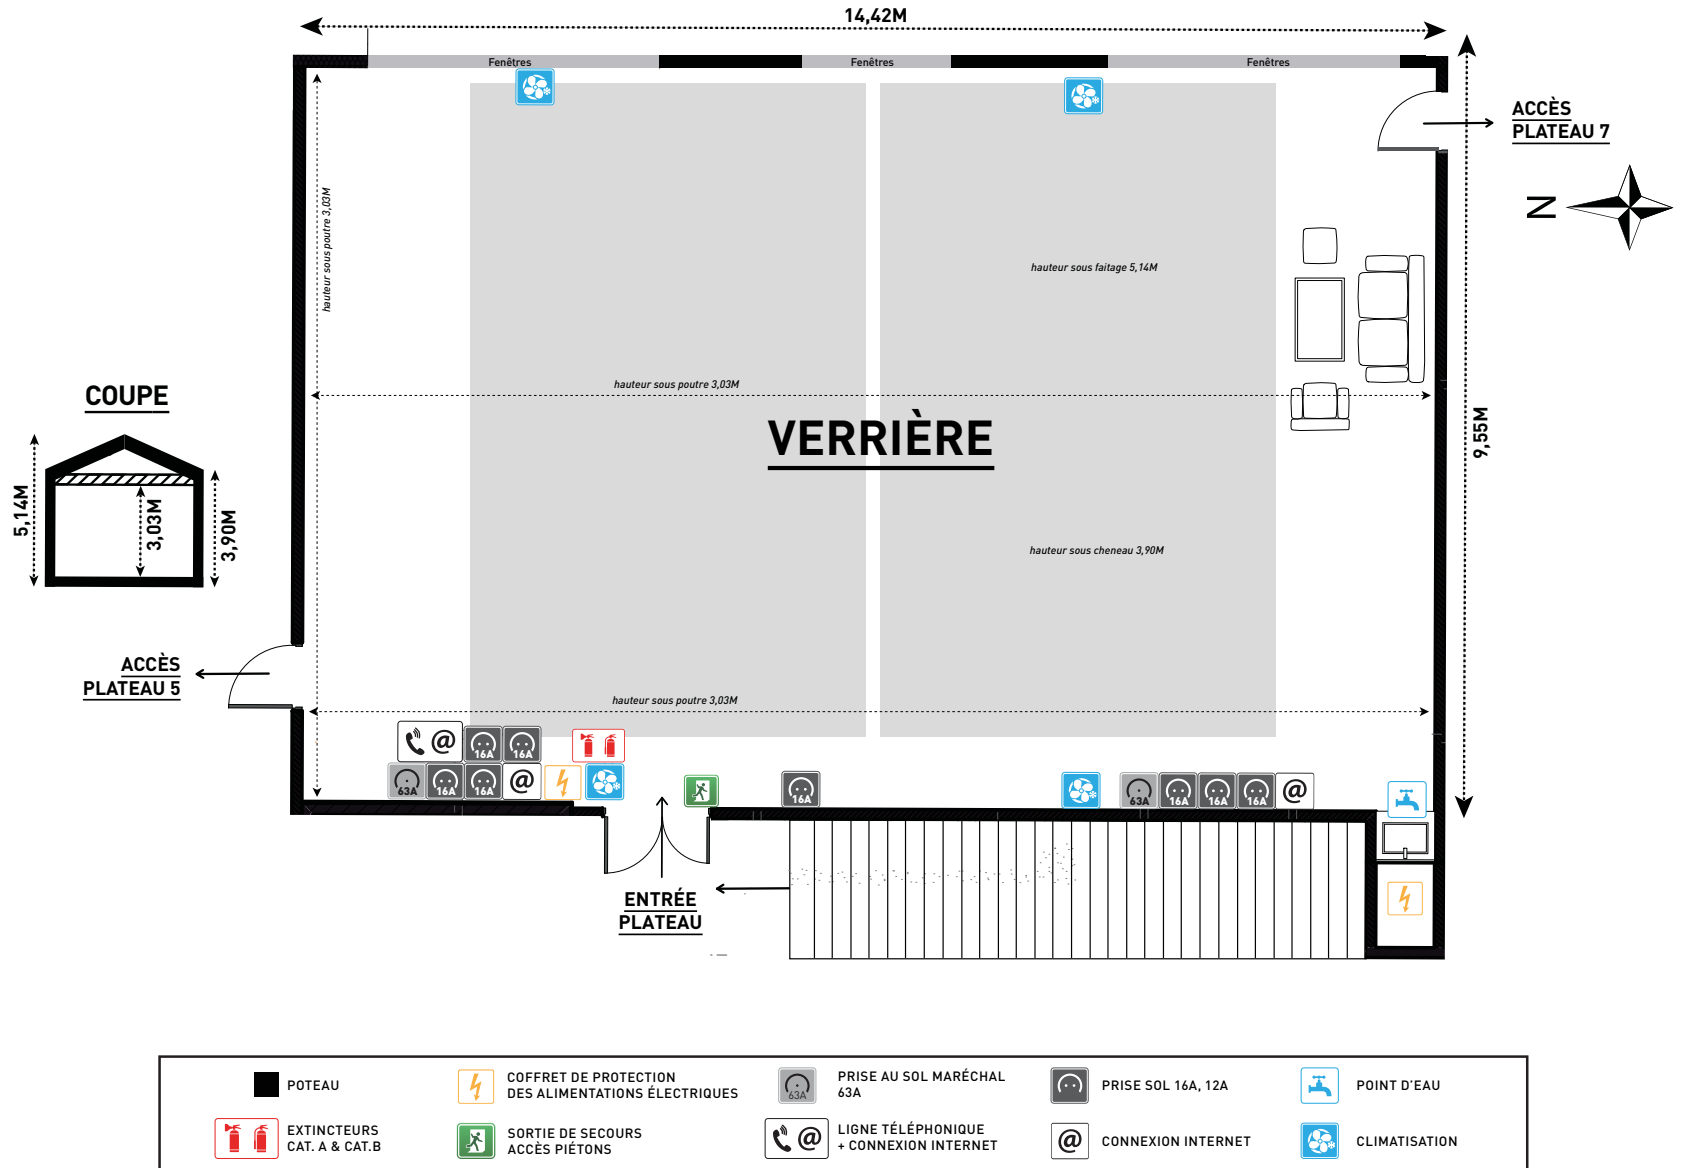 14,42M
Fenêtres
Fenêtres
Fenêtres
ACCÈS
PLATEAU 7
N
hauteur sous poutre 3,03M
hauteur sous faitage 5,14M
hauteur sous poutre 3,03M
COUPE
VERRIÈRE
9,55M
5,14M
3,03M
3,90M
hauteur sous cheneau 3,90M
ACCÈS
PLATEAU 5
hauteur sous poutre 3,03M
@
16A
16A
63A
16A
16A
@
16A
63A
16A
16A
16A
@
ENTRÉE
PLATEAU
POTEAU
COFFRET DE PROTECTION
DES ALIMENTATIONS ÉLECTRIQUES
63A
PRISE AU SOL MARÉCHAL
63A
PRISE SOL 16A, 12A
POINT D'EAU
EXTINCTEURS
CAT. A & CAT.B
SORTIE DE SECOURS
ACCÈS PIÉTONS
@
LIGNE TÉLÉPHONIQUE
+ CONNEXION INTERNET
@
CONNEXION INTERNET
CLIMATISATION